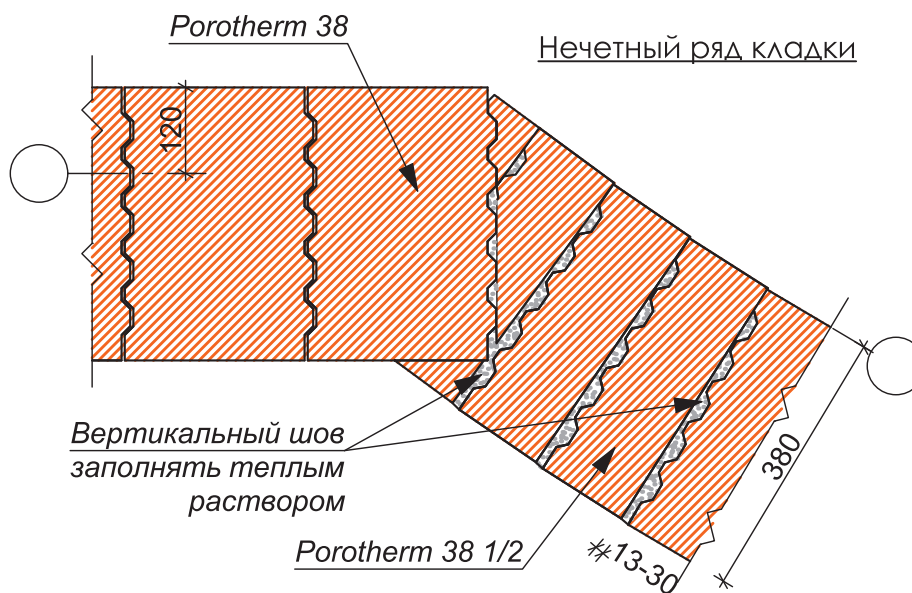 Porotherm 38
Нечетный ряд кладки
120
Вертикальный шов
заполнять теплым
раствором
380
Porotherm 38 1/2
**13-30